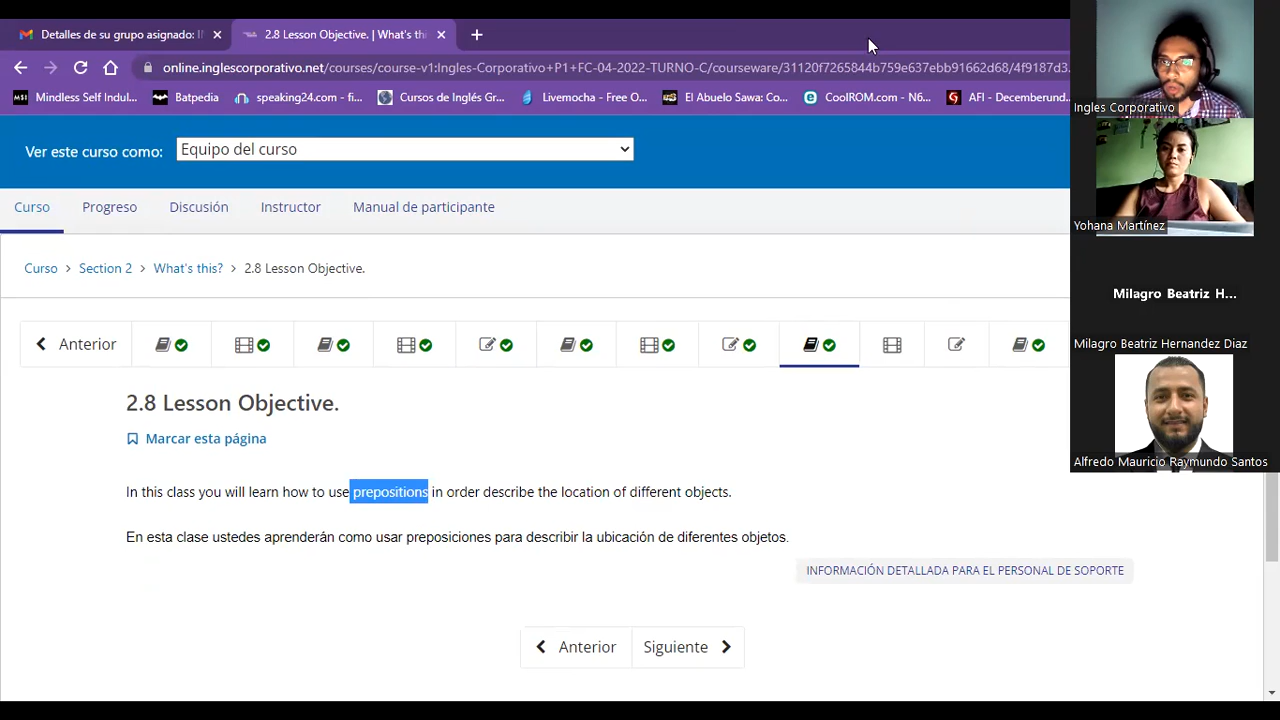 Detalles de su grupo asignado: I
2.8 Lesson Objective. | What's thi
online.inglescorporativo.net/courses/course-v1:Ingles-Corporativo+P1+FC-04-2022-TURNO-C/courseware/31120f7265844b759e637ebb91662d68/4f9187d3.
Mindless Self Indul...
Batpedia
speaking24.com - fi...
Cursos de Inglés Gr...
Livemocha - Free O...
El Abuelo Sawa: Co...
CoolROM.com - N6...
AFI - Decemberund...
Ver este curso como:
Equipo del curso
Curso
Progreso
Discusión
Instructor
Manual de participante
Curso > Section 2 > What's this? > 2.8 Lesson Objective.
Anterior
2.8 Lesson Objective.
Marcar esta página
In this class you will learn how to use prepositions in order describe the location of different objects.
En esta clase ustedes aprenderán como usar preposiciones para describir la ubicación de diferentes objetos.
INFORMACIÓN DETALLADA PARA EL PERSONAL DE SOPORTE
Anterior
Siguiente
Ingles Corporativo
Yohana Martínez
Milagro Beatriz H...
Milagro Beatriz Hernandez Diaz
Alfredo Mauricio Raymundo Santos